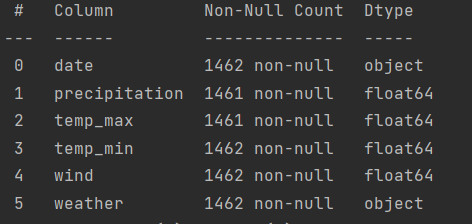 #   Column         Non-Null Count  Dtype
---  ------         --------------  -----
0   date           1462 non-null   object
1   precipitation  1461 non-null   float64
2   temp_max       1461 non-null   float64
3   temp_min       1462 non-null   float64
4   wind           1462 non-null   float64
5   weather        1462 non-null   object